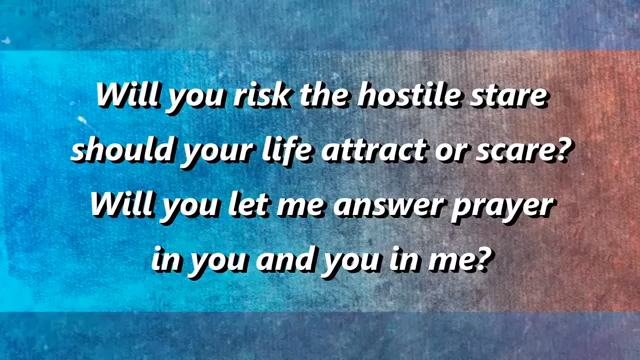 Will you risk the hostile stare
should your life attract or scare?
Will you let me answer prayer
in you and you in me?